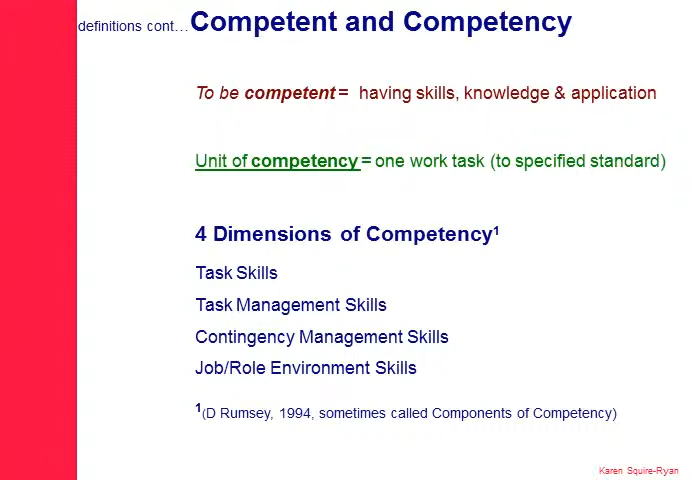 definitions cont…Competent and Competency
To be competent = having skills, knowledge & application
Unit of competency = one work task (to specified standard)
4 Dimensions of Competency¹
Task Skills
Task Management Skills
Contingency Management Skills
Job/Role Environment Skills
¹(D Rumsey, 1994, sometimes called Components of Competency)
Karen Squire-Ryan